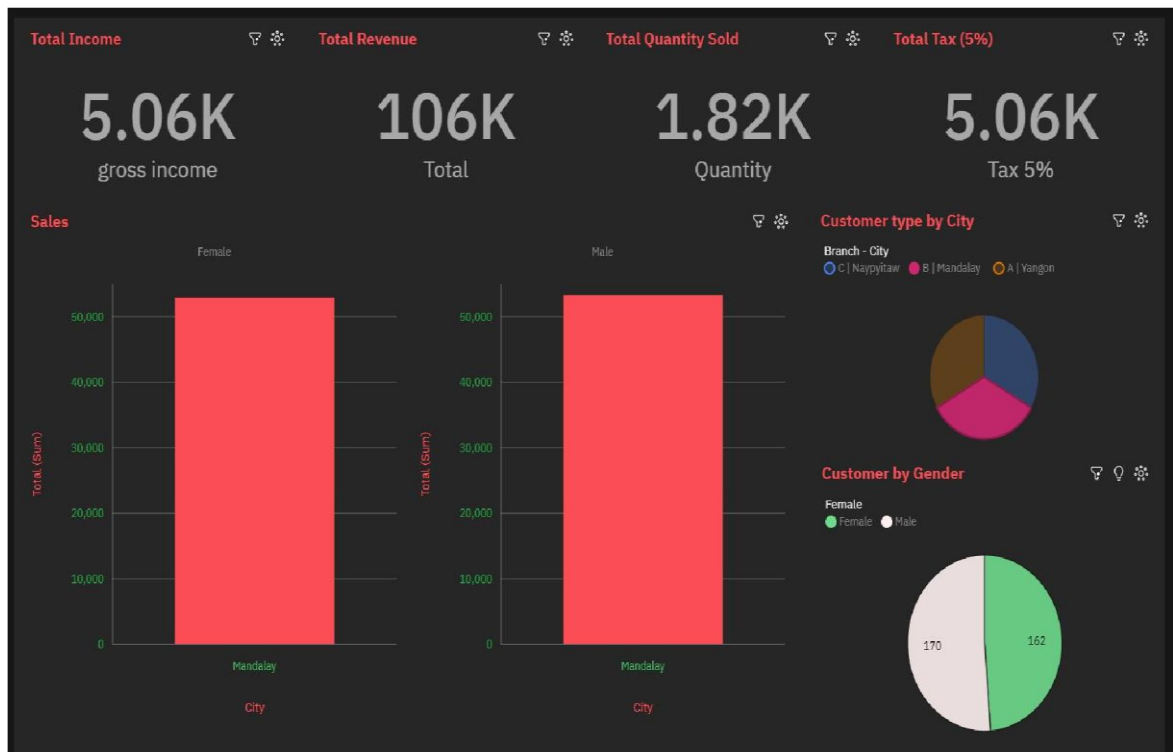 Total Income
Total Revenue
Total Quantity Sold
Total Tax (5%)
5.06K
106K
1.82K
5.06K
gross income
Total
Quantity
Tax 5%
Sales
Female
Male
Total (Sum)
50,000
40,000
30,000
20,000
10,000
0
Mandalay
City
Total (Sum)
50,000
40,000
30,000
20,000
10,000
0
Mandalay
City
Customer type by City
Branch - City
C | Naypyitaw B | Mandalay A | Yangon
Customer by Gender
Female
Female Male
170
162